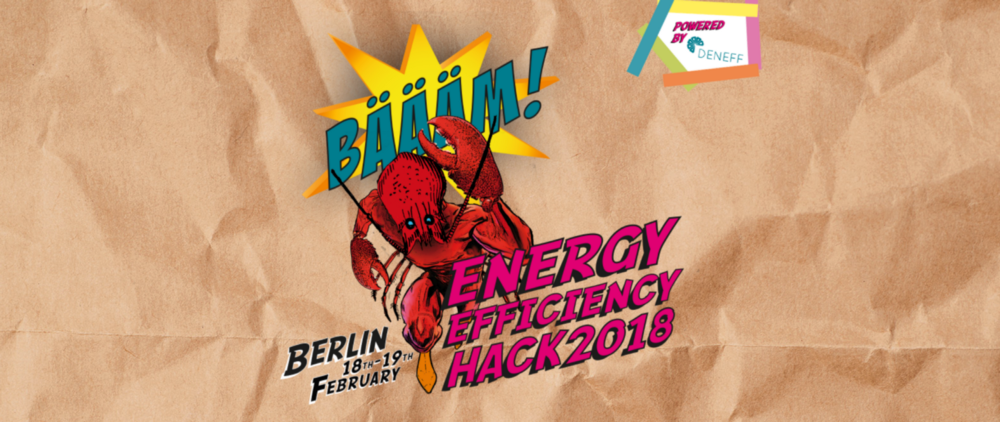 POWERED
BY DENEFF
BÄÄÄM!
ENERGY
EFFICIENCY
HACK2018
BERLIN
18TH-19TH
FEBRUARY